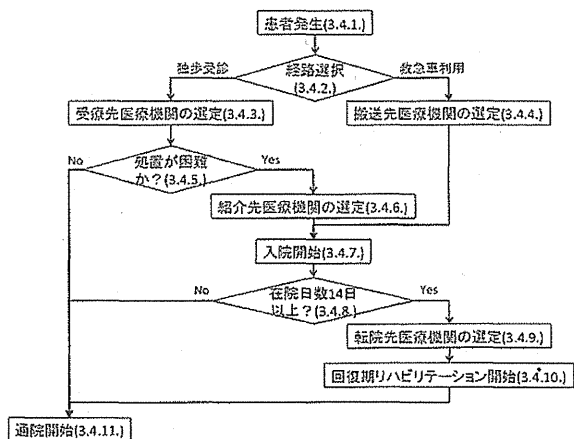 患者発生(3.4.1.)
独歩受診
経路選択
(3.4.2.)
救急車利用
受療先医療機関の選定(3.4.3.)
搬送先医療機関の選定(3.4.4.)
No
処置が困難
か？(3.4.5.)
Yes
紹介先医療機関の選定(3.4.6.)
入院開始(3.4.7.)
No
在院日数14日
以上？(3.4.8.)
Yes
転院先医療機関の選定(3.4.9.)
回復期リハビリテーション開始(3.4.10.)
通院開始(3.4.11.)